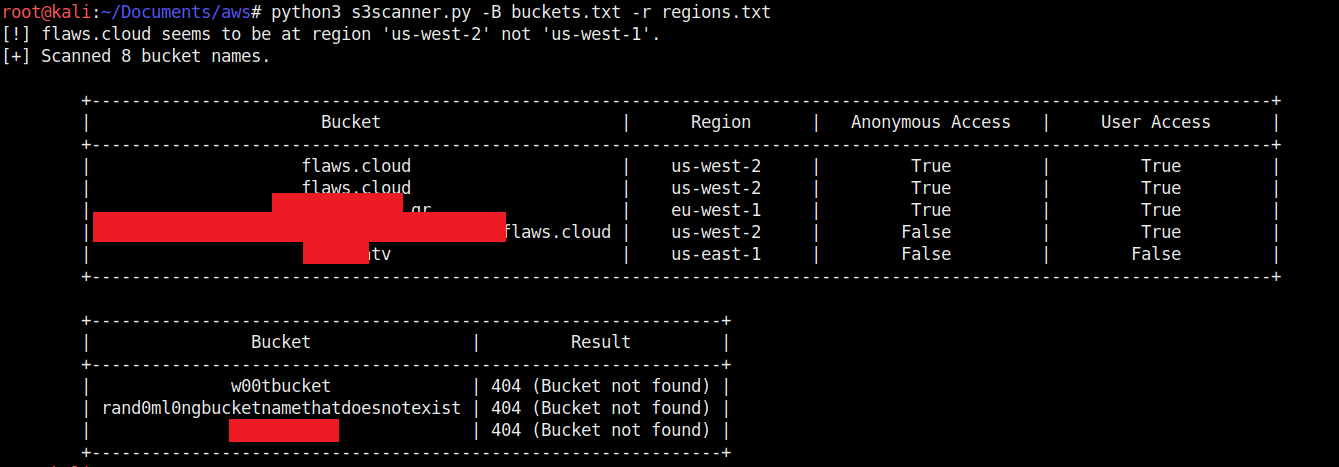 root@kali:~/Documents/aws# python3 s3scanner.py -B buckets.txt -r regions.txt
[!] flaws.cloud seems to be at region 'us-west-2' not 'us-west-1'.
[+] Scanned 8 bucket names.
| Bucket | Region | Anonymous Access | User Access |
| flaws.cloud | us-west-2 | True | True |
| flaws.cloud | us-west-2 | True | True |
| gr | eu-west-1 | True | True |
| flaws.cloud | us-west-2 | False | True |
| tv | us-east-1 | False | False |
| Bucket | Result |
| w00tbucket | 404 (Bucket not found) |
| rand0ml0ngbucketnamethatdoesnotexist | 404 (Bucket not found) |
| | 404 (Bucket not found) |